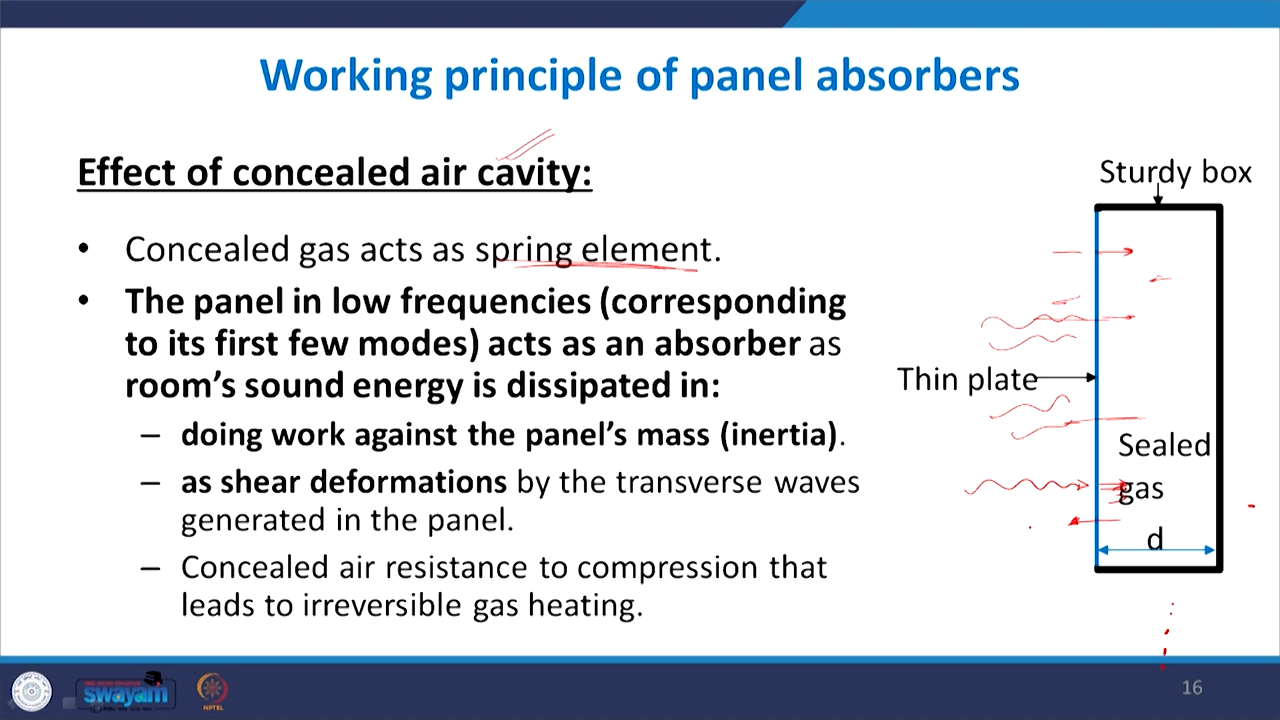 Working principle of panel absorbers
Effect of concealed air cavity:
• Concealed gas acts as spring element.
• The panel in low frequencies (corresponding
to its first few modes) acts as an absorber as
room's sound energy is dissipated in:
– doing work against the panel's mass (inertia).
– as shear deformations by the transverse waves
generated in the panel.
– Concealed air resistance to compression that
leads to irreversible gas heating.
Sturdy box
Thin plate
Sealed
gas
d
swayam
NPTEL
16